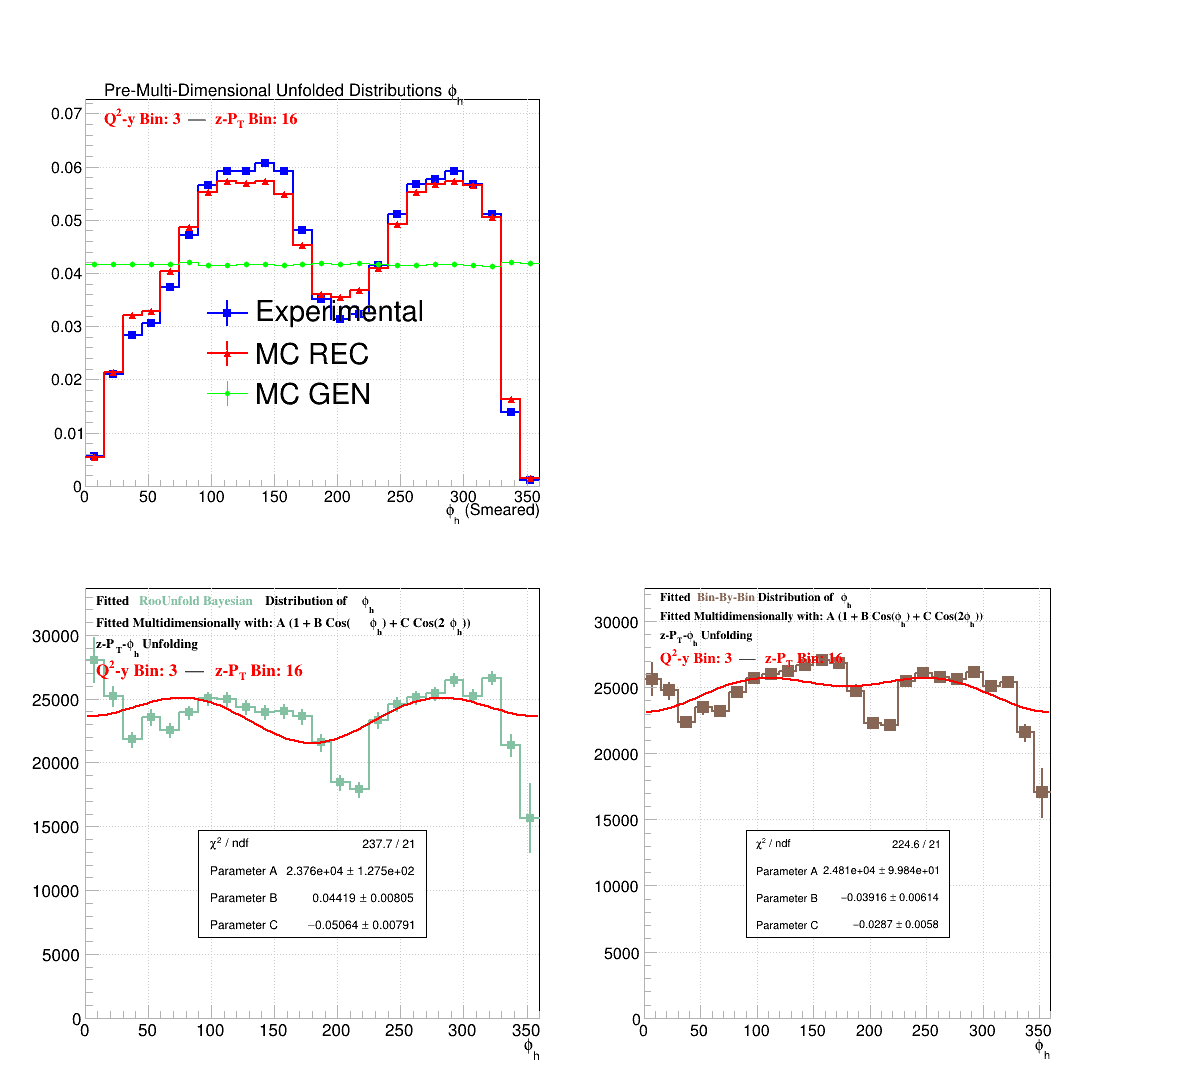 Pre-Multi-Dimensional Unfolded Distributions ϕh
Q²-y Bin: 3 — z-PT Bin: 16
0.07
0.06
0.05
0.04
0.03
0.02
0.01
0
Experimental
MC REC
MC GEN
0 50 100 150 200 250 300 350
ϕh (Smeared)
Fitted RooUnfold Bayesian Distribution of ϕh
Fitted Multidimensionally with: A (1 + B Cos( ϕh) + C Cos(2 ϕh))
z-PT-ϕh Unfolding
Q²-y Bin: 3 — z-PT Bin: 16
30000
25000
20000
15000
10000
5000
0
χ² / ndf 237.7 / 21
Parameter A 2.376e+04 ± 1.275e+02
Parameter B 0.04419 ± 0.00805
Parameter C −0.05064 ± 0.00791
0 50 100 150 200 250 300 350
ϕh
Fitted Bin-By-Bin Distribution of ϕh
Fitted Multidimensionally with: A (1 + B Cos(ϕh) + C Cos(2ϕh))
z-PT-ϕh Unfolding
Q²-y Bin: 3 — z-PT Bin: 16
30000
25000
20000
15000
10000
5000
0
χ² / ndf 224.6 / 21
Parameter A 2.481e+04 ± 9.984e+01
Parameter B −0.03916 ± 0.00614
Parameter C −0.0287 ± 0.0058
0 50 100 150 200 250 300 350
ϕh